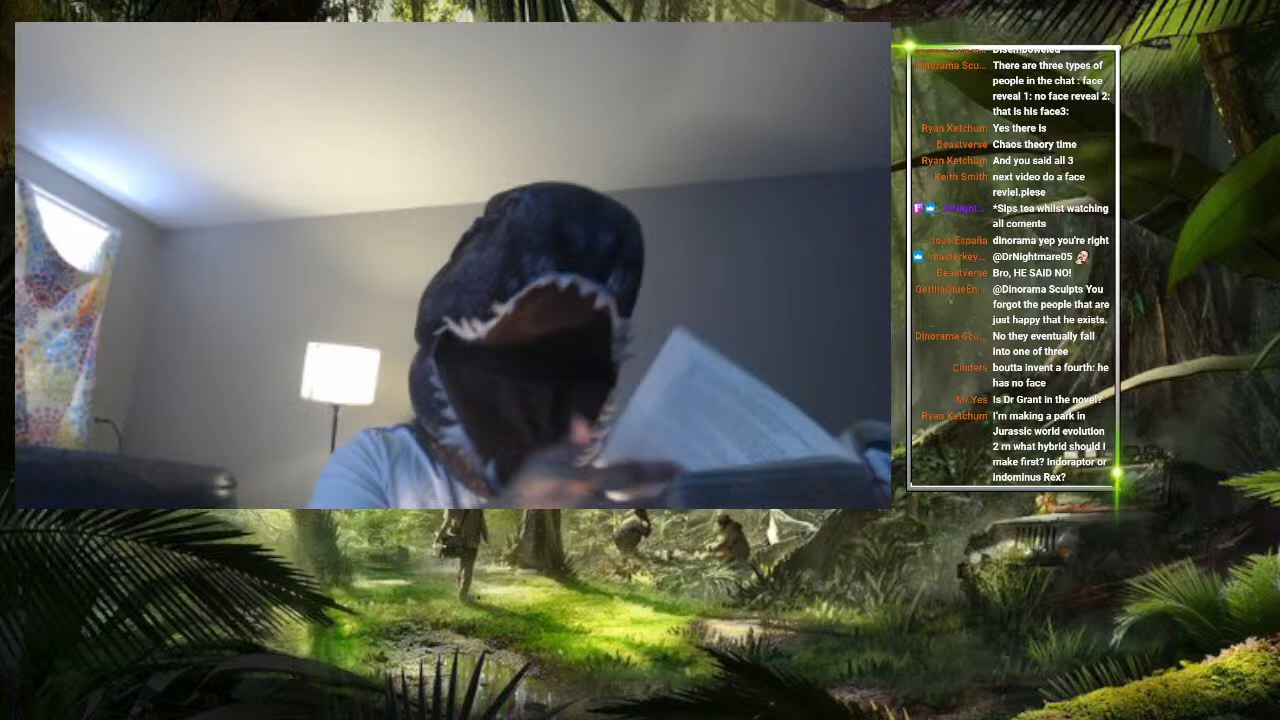 Disemboweled
There are three types of
people in the chat : face
reveal 1: no face reveal 2:
that is his face3:
Ryan Ketchum Yes there is
Beastverse Chaos theory time
Ryan Ketchum And you said all 3
Keith Smith next video do a face
reviel.plese
*Sips tea whilst watching
all coments
Jose España dinorama yep you're right
masterkey... @DrNightmare05
Beastverse Bro, HE SAID NO!
GorillaGlueEn... @Dinorama Sculpts You
forgot the people that are
just happy that he exists.
Dinorama Scu... No they eventually fall
into one of three
Cinders boutta invent a fourth: he
has no face
Mr Yes Is Dr Grant in the novel?
Ryan Ketchum I'm making a park in
Jurassic world evolution
2 rn what hybrid should I
make first? Indoraptor or
Indominus Rex?